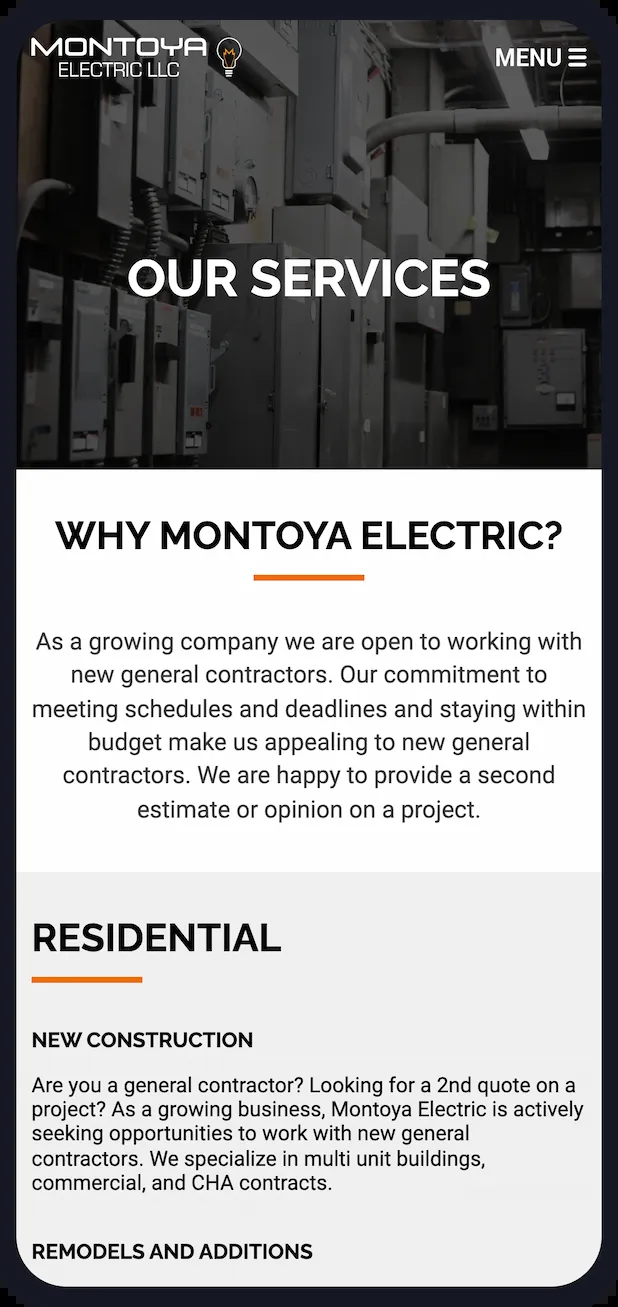 MONTOYA
ELECTRIC LLC
MENU
OUR SERVICES
WHY MONTOYA ELECTRIC?
As a growing company we are open to working with
new general contractors. Our commitment to
meeting schedules and deadlines and staying within
budget make us appealing to new general
contractors. We are happy to provide a second
estimate or opinion on a project.
RESIDENTIAL
NEW CONSTRUCTION
Are you a general contractor? Looking for a 2nd quote on a
project? As a growing business, Montoya Electric is actively
seeking opportunities to work with new general
contractors. We specialize in multi unit buildings,
commercial, and CHA contracts.
REMODELS AND ADDITIONS